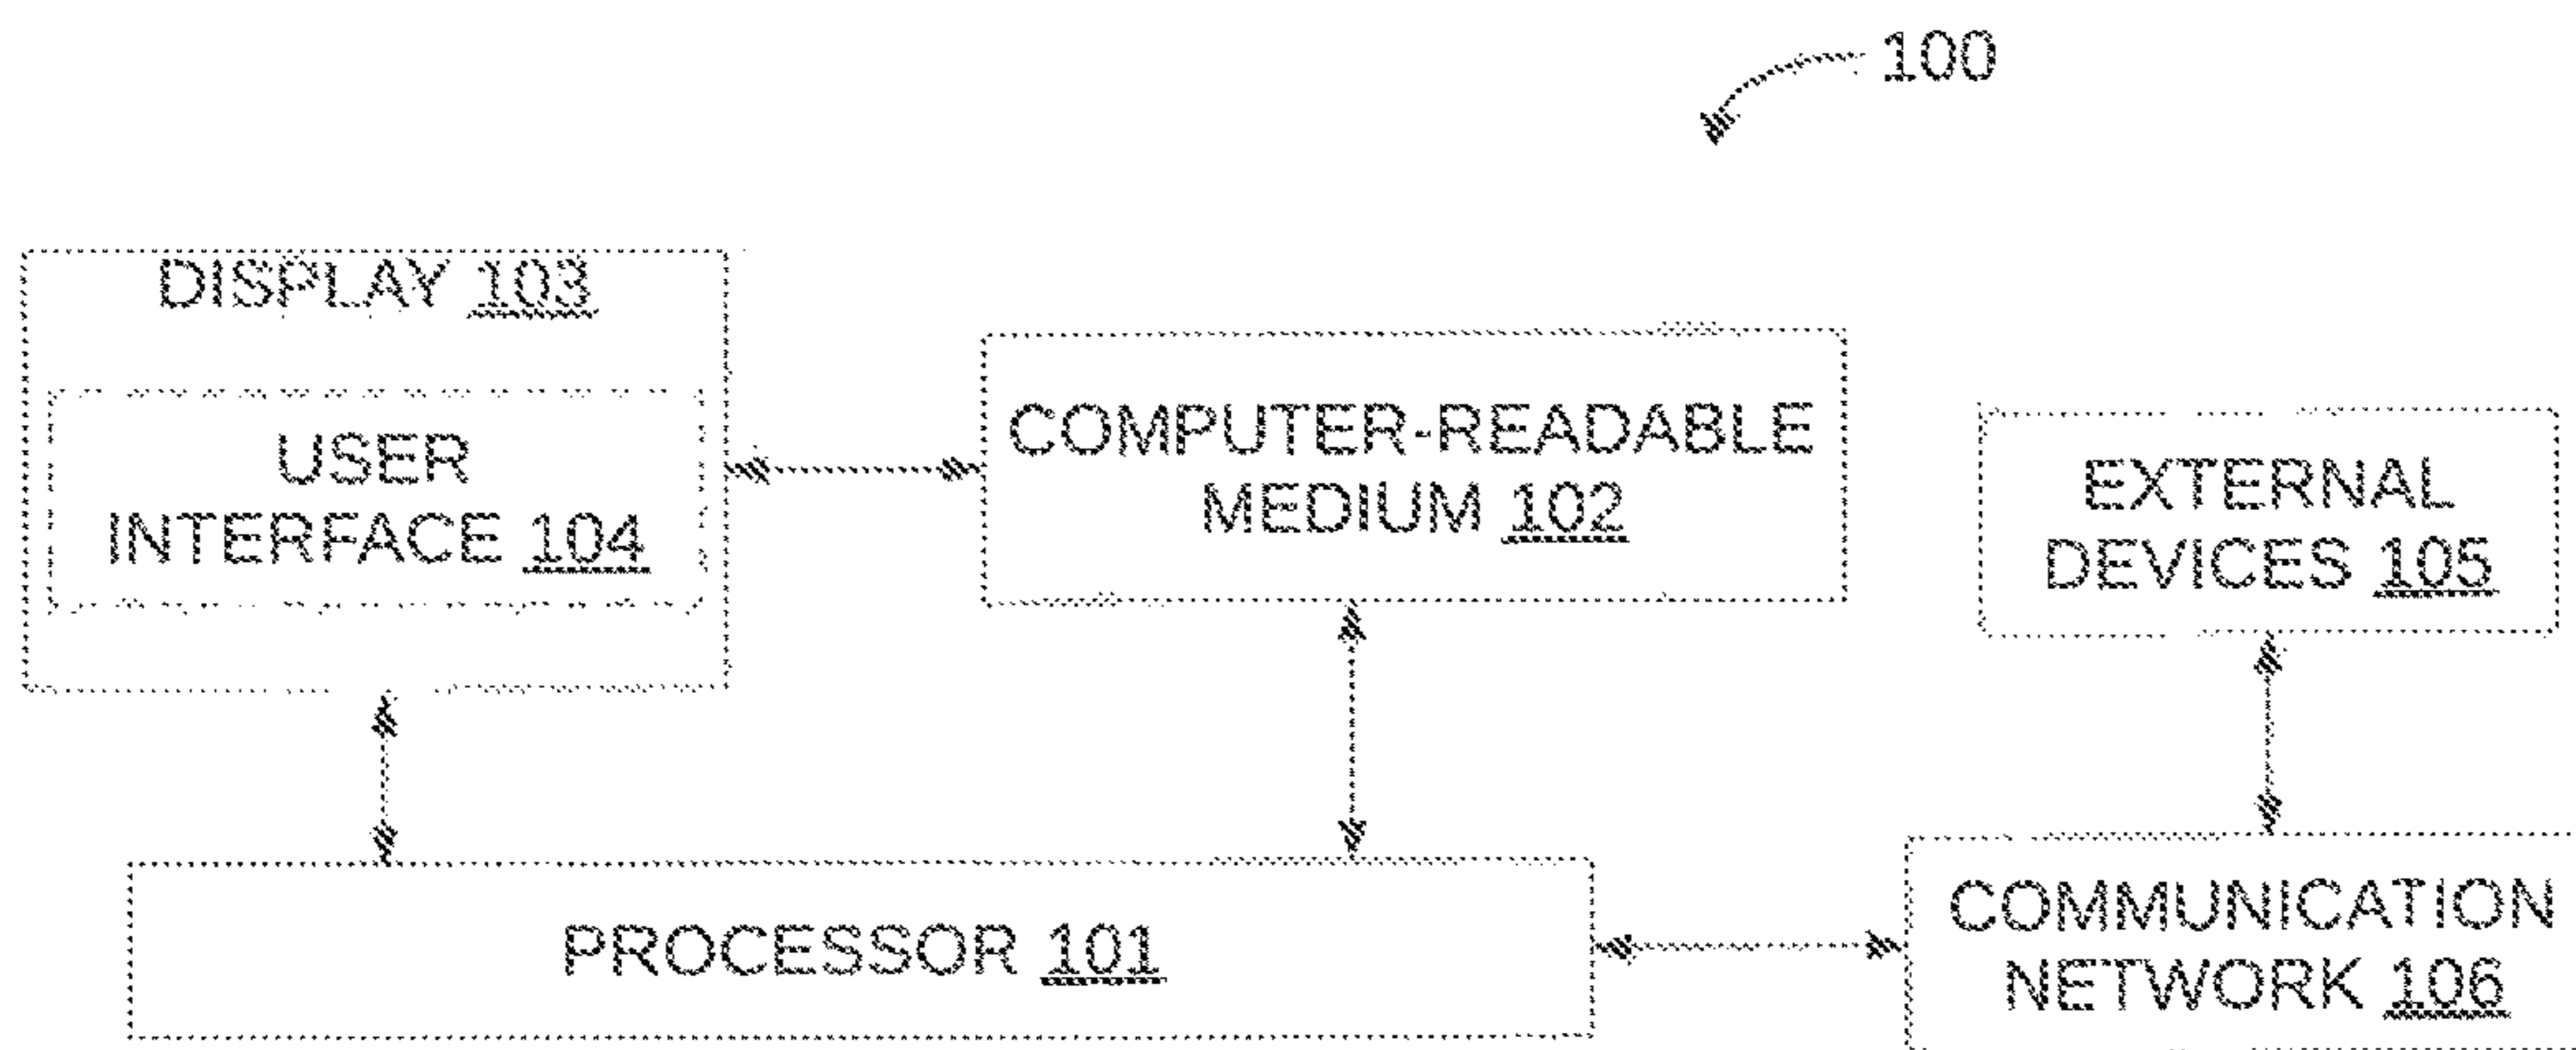 100
DISPLAY 103
USER
INTERFACE 104
COMPUTER-READABLE
MEDIUM 102
EXTERNAL
DEVICES 105
PROCESSOR 101
COMMUNICATION
NETWORK 106